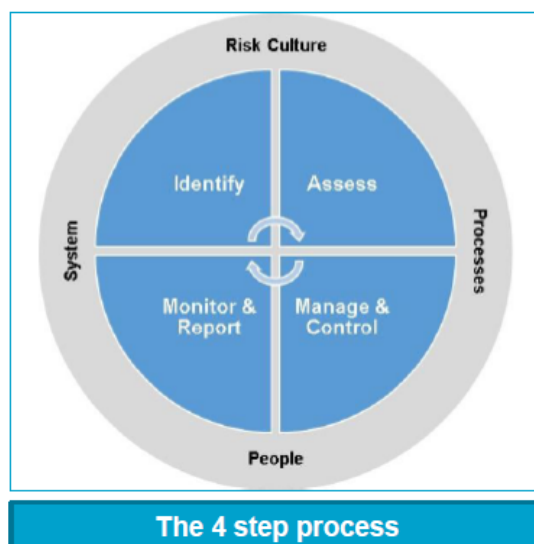 Risk Culture
Identify
Assess
System
Processes
Monitor &
Report
Manage &
Control
People
The 4 step process